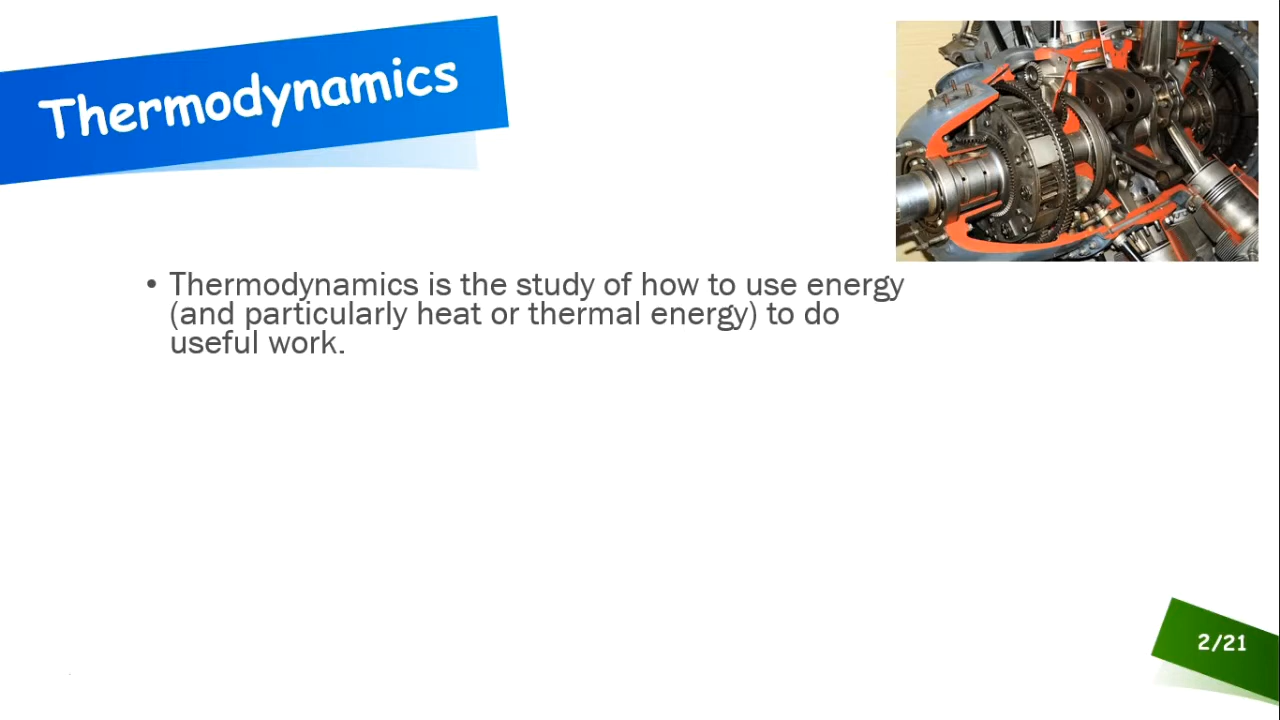 Thermodynamics
• Thermodynamics is the study of how to use energy
(and particularly heat or thermal energy) to do
useful work.
2/21